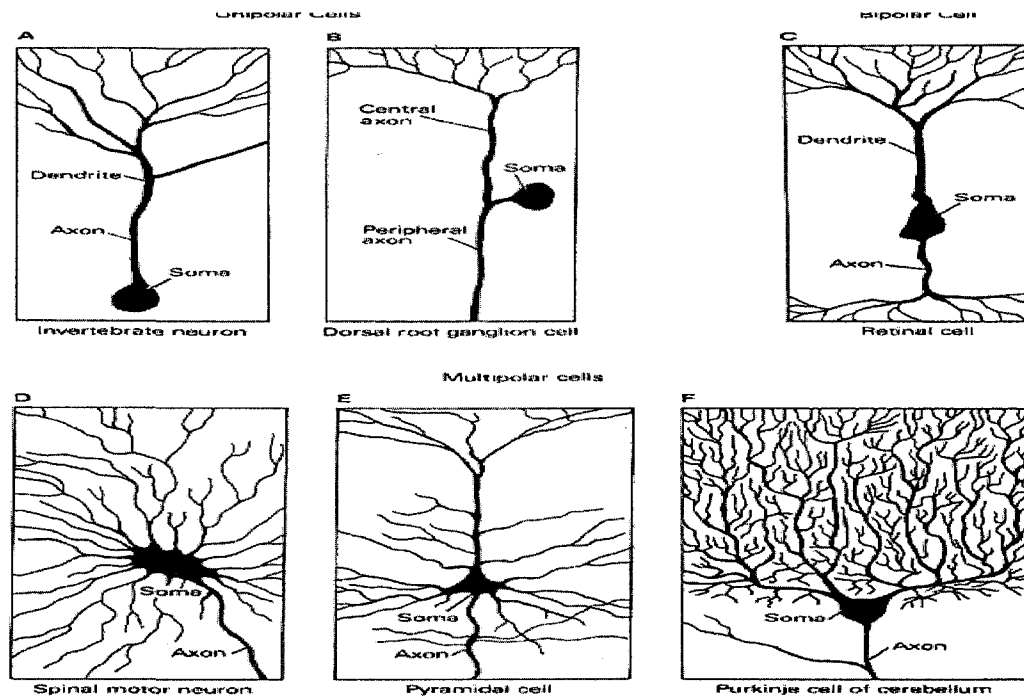 Unipolar Cells
Bipolar Cell
A
B
C
Central
axon
Soma
Dendrite
Axon
Soma
Peripheral
axon
Dendrite
Soma
Axon
Invertebrate neuron
Dorsal root ganglion cell
Retinal cell
Multipolar cells
D
E
F
Soma
Axon
Soma
Axon
Soma
Axon
Spinal motor neuron
Pyramidal cell
Purkinje cell of cerebellum